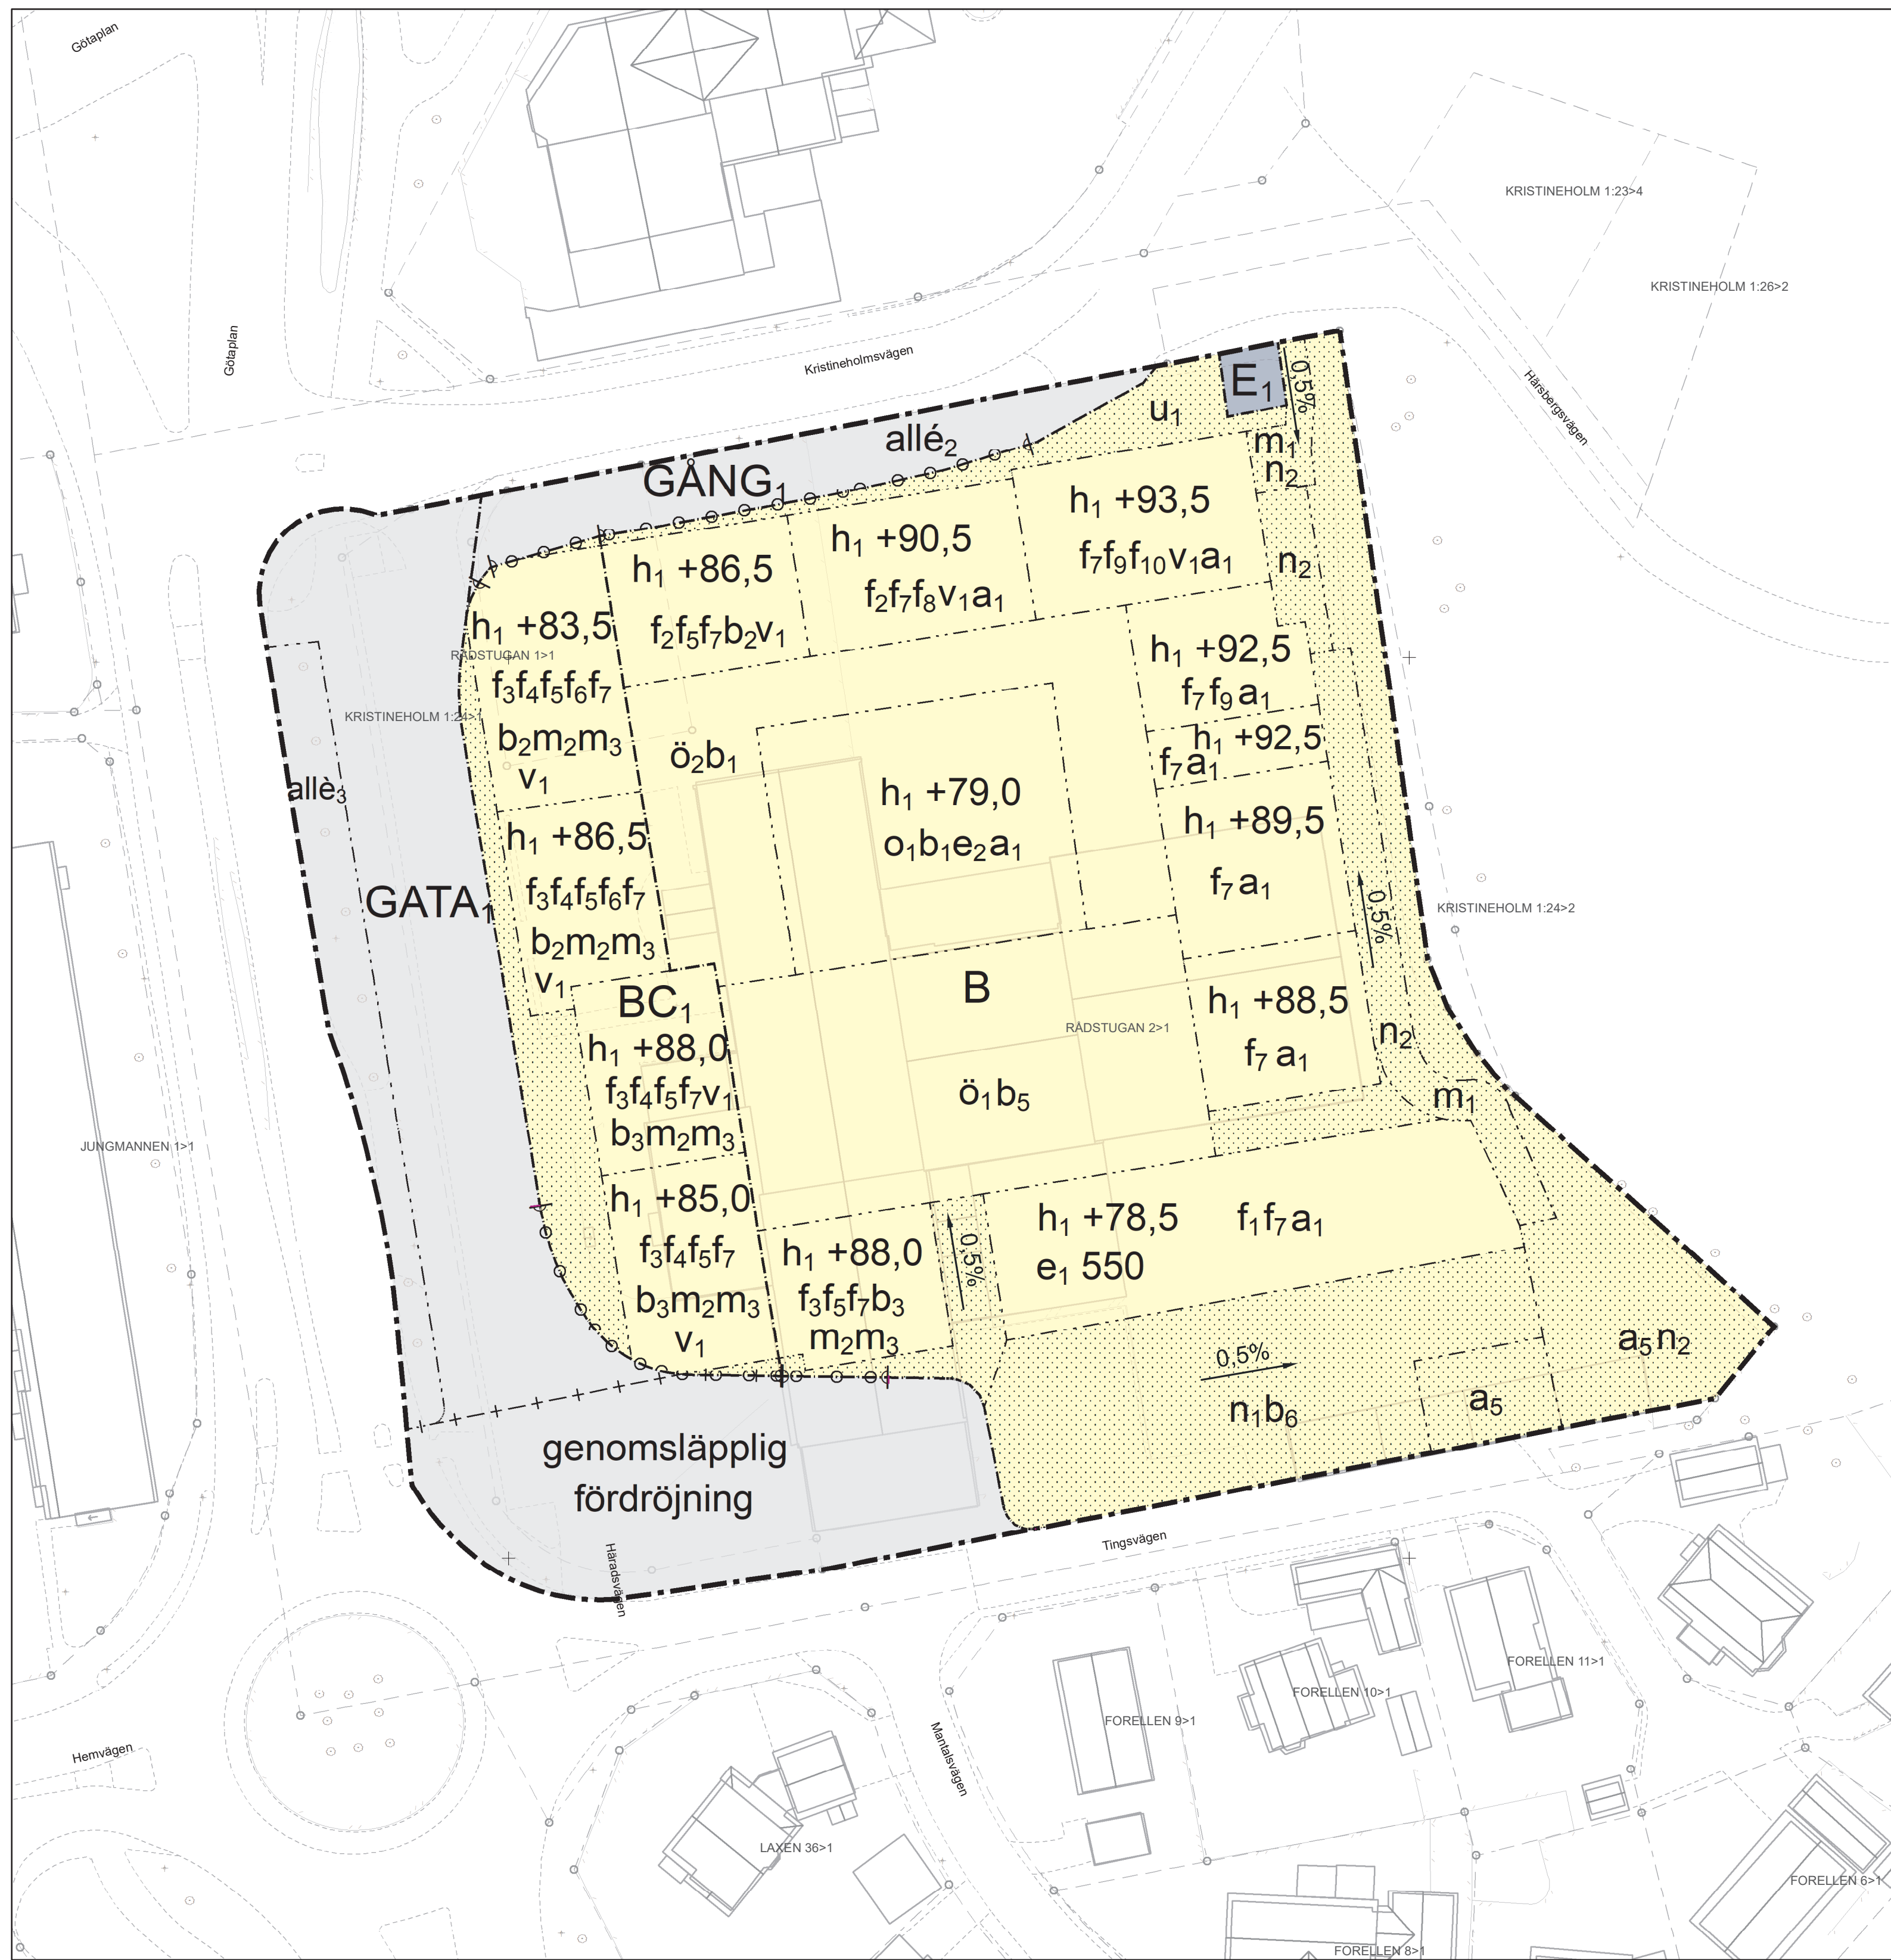 Götaplan
KRISTINEHOLM 1:23>4
KRISTINEHOLM 1:26>2
Götaplan
Kristineholmsvägen
Härsbergsvägen
E₁
0,5%
u₁
allé₂
GÅNG₁
m₁
n₂
h₁ +93,5
f₇f₉f₁₀v₁a₁
n₂
h₁ +90,5
f₂f₇f₈v₁a₁
h₁ +86,5
f₂f₅f₇b₂v₁
h₁ +83,5
RÅDSTUGAN 1>1
f₃f₄f₅f₆f₇
b₂m₂m₃
v₁
KRISTINEHOLM 1:24>1
h₁ +92,5
f₇f₉a₁
h₁ +92,5
f₇a₁
ö₂b₁
h₁ +79,0
o₁b₁e₂a₁
allè₃
h₁ +86,5
f₃f₄f₅f₆f₇
b₂m₂m₃
v₁
h₁ +89,5
f₇a₁
GATA₁
0,5%
KRISTINEHOLM 1:24>2
BC₁
h₁ +88,0
f₃f₄f₅f₇v₁
b₃m₂m₃
B
RÅDSTUGAN 2>1
ö₁b₅
h₁ +88,5
f₇a₁
n₂
m₁
JUNGMANNEN 1>1
h₁ +85,0
f₃f₄f₅f₇
b₃m₂m₃
v₁
h₁ +88,0
f₃f₅f₇b₃
m₂m₃
0,5%
h₁ +78,5 f₁f₇a₁
e₁ 550
a₅n₂
0,5%
n₁b₆
a₅
genomsläpplig
fördröjning
Tingsvägen
Häradsvägen
FORELLEN 11>1
FORELLEN 10>1
FORELLEN 9>1
Mantalsvägen
Hemvägen
LAXEN 36>1
FORELLEN 6>1
FORELLEN 8>1